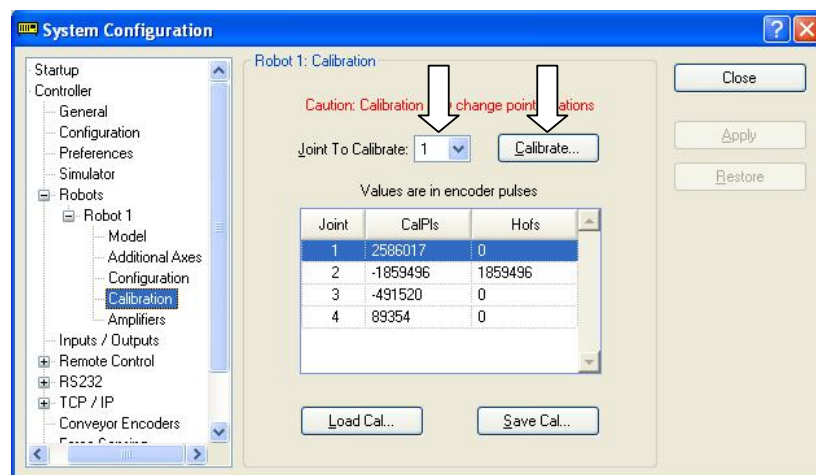 System Configuration
Startup
Controller
General
Configuration
Preferences
Simulator
Robots
Robot 1
Model
Additional Axes
Configuration
Calibration
Amplifiers
Inputs / Outputs
Remote Control
RS232
TCP / IP
Conveyor Encoders
Robot 1: Calibration
Caution: Calibration change point
Joint To Calibrate: 1
Calibrate...
Values are in encoder pulses
Joint CalPls Hofs
1 2586017 0
2 -1859496 1859496
3 -491520 0
4 89354 0
Load Cal...
Save Cal...
Close
Apply
Restore